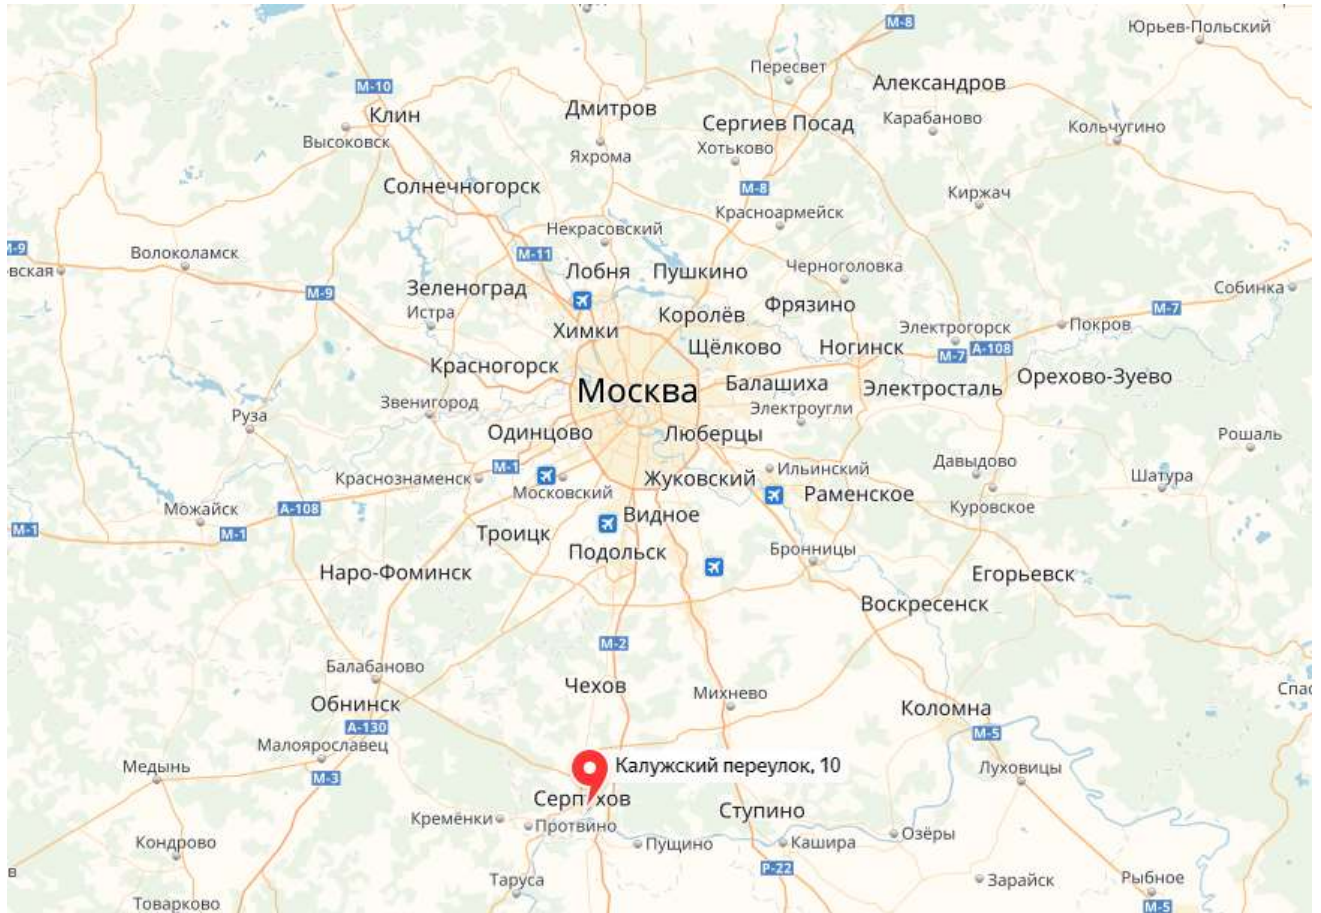 М-8
Юрьев-Польский
Пересвет
Александров
М-10
Клин
Дмитров
Сергиев Посад
Карабаново
Кольчугино
Высоковск
Хотьково
Яхрома
Солнечногорск
М-8
Киржач
Красноармейск
Некрасовский
М-9
Волоколамск
М-11
вская
Лобня
Пушкино
Черноголовка
Зеленоград
М-9
Собинка
Истра
Фрязино
М-7
Химки
Королёв
Электрогорск
Покров
Щёлково
Ногинск
М-7
А-108
Красногорск
Москва
Балашиха
Электросталь
Орехово-Зуево
Звенигород
Электроугли
Руза
Одинцово
Люберцы
Рошаль
М-1
Ильинский
Давыдово
Краснознаменск
Жуковский
Шатура
Московский
Раменское
Можайск
А-108
Куровское
М-1
М-1
Видное
Троицк
Подольск
Бронницы
Наро-Фоминск
Егорьевск
Воскресенск
М-2
Балабаново
Чехов
Михнево
Спас
Обнинск
Коломна
А-130
М-5
Малоярославец
Медынь
Калужский переулок, 10
Луховицы
М-3
Серпухов
Ступино
Кремёнки
Протвино
Озёры
Кондрово
Пущино
Кашира
в
Р-22
Таруса
Зарайск
Рыбное
Товарково
М-5